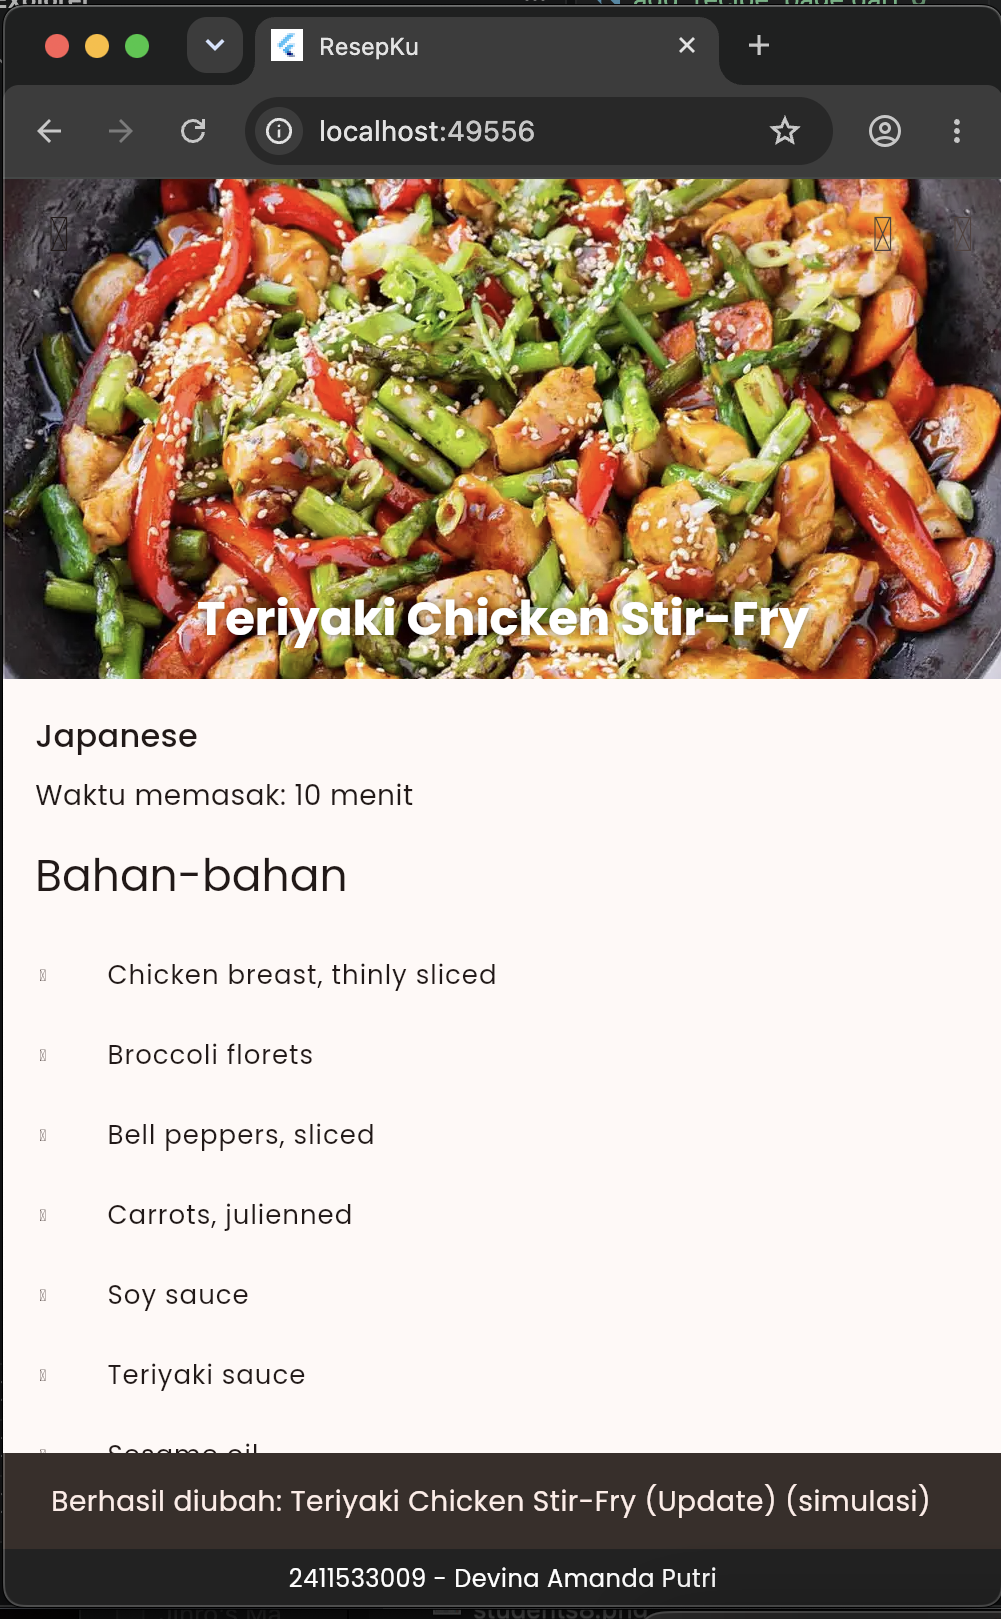 ResepKu
localhost:49556
Teriyaki Chicken Stir-Fry
Japanese
Waktu memasak: 10 menit
Bahan-bahan
Chicken breast, thinly sliced
Broccoli florets
Bell peppers, sliced
Carrots, julienned
Soy sauce
Teriyaki sauce
Sesame oil
Berhasil diubah: Teriyaki Chicken Stir-Fry (Update) (simulasi)
2411533009 - Devina Amanda Putri